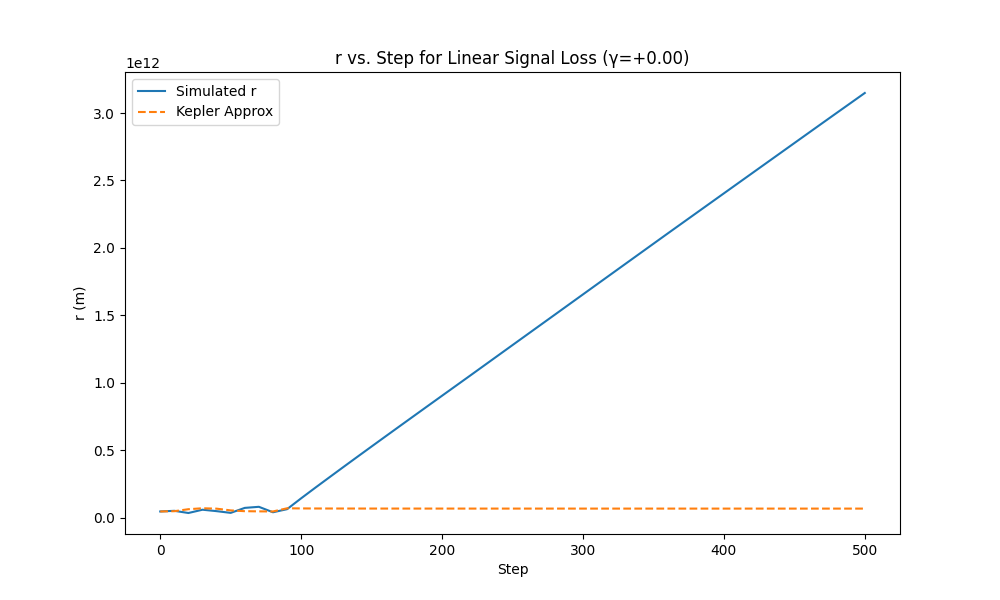 r vs. Step for Linear Signal Loss (γ=+0.00)
1e12
Simulated r
Kepler Approx
3.0
2.5
2.0
1.5
1.0
0.5
0.0
r (m)
0 100 200 300 400 500
Step